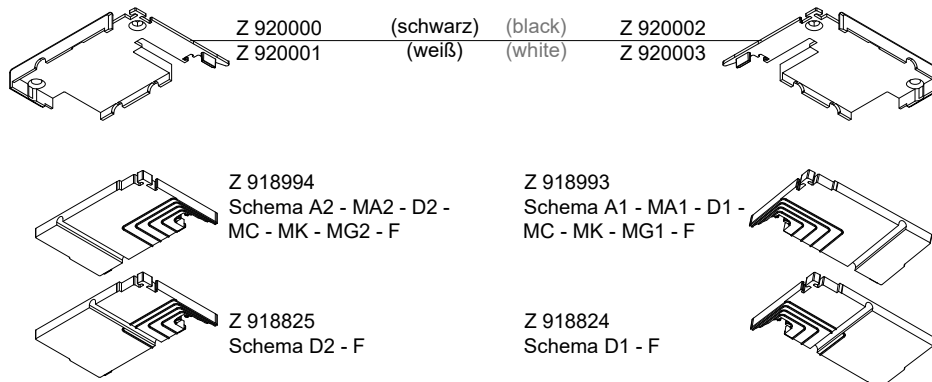 Z 920000 (schwarz) (black) Z 920002
Z 920001 (weiß) (white) Z 920003
Z 918994
Schema A2 - MA2 - D2 -
MC - MK - MG2 - F
Z 918993
Schema A1 - MA1 - D1 -
MC - MK - MG1 - F
Z 918825
Schema D2 - F
Z 918824
Schema D1 - F